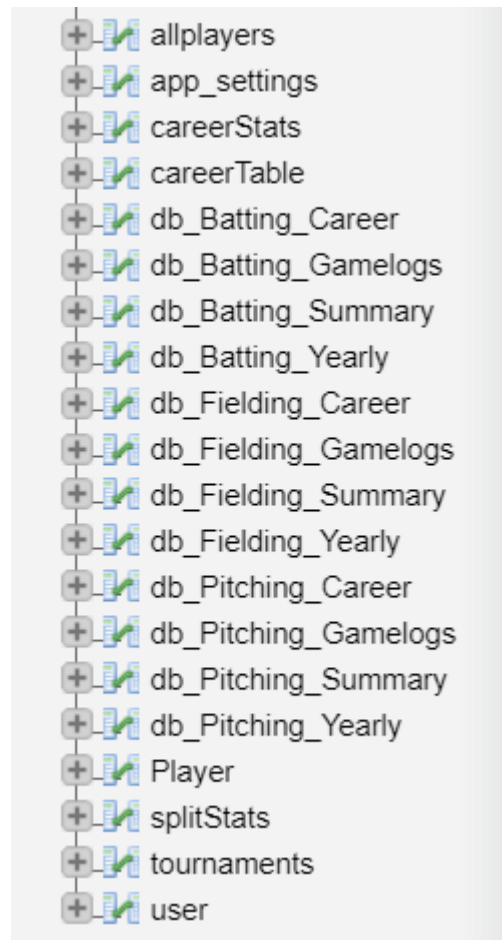 allplayers
app_settings
careerStats
careerTable
db_Batting_Career
db_Batting_Gamelogs
db_Batting_Summary
db_Batting_Yearly
db_Fielding_Career
db_Fielding_Gamelogs
db_Fielding_Summary
db_Fielding_Yearly
db_Pitching_Career
db_Pitching_Gamelogs
db_Pitching_Summary
db_Pitching_Yearly
Player
splitStats
tournaments
user